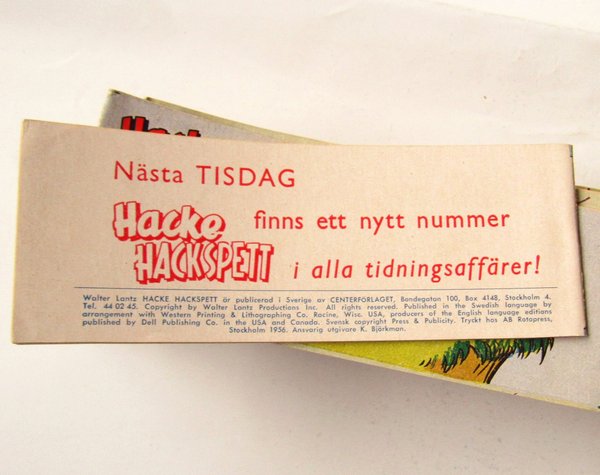 Nästa TISDAG
Hacke HACKSPETT finns ett nytt nummer
i alla tidningsaffärer!
Walter Lantz HACKE HACKSPETT är publicerad i Sverige av CENTERFÖRLAGET, Bondegatan 100, Box 4148, Stockholm 4.
Tel. 44 02 45. Copyright by Walter Lantz Productions Inc. All rights reserved. Published in the Swedish language by
arrangement with Western Printing & Lithographing Co. Racine, Wisc. USA, producers of the English language editions
published by Dell Publishing Co. in the USA and Canada. Svensk copyright Press & Publicity. Tryckt hos AB Rotopress,
Stockholm 1956. Ansvarig utgivare K. Björkman.